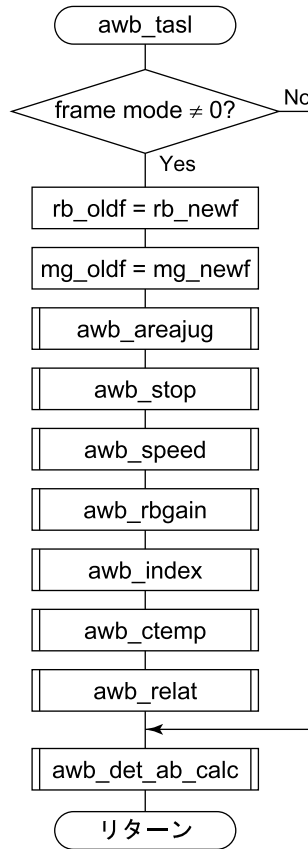 awb_tasl
frame mode ≠ 0?
No
Yes
rb_oldf = rb_newf
mg_oldf = mg_newf
awb_areajug
awb_stop
awb_speed
awb_rbgain
awb_index
awb_ctemp
awb_relat
awb_det_ab_calc
リターン